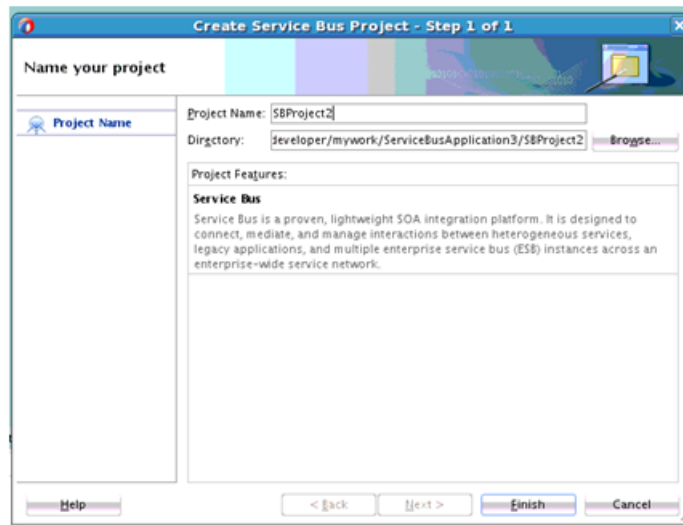 Create Service Bus Project - Step 1 of 1
Name your project
Project Name
Project Name: SBProject2
Directory: developer/mywork/ServiceBusApplication3/SBProject2 Browse...
Project Features:
Service Bus
Service Bus is a proven, lightweight SOA integration platform. It is designed to
connect, mediate, and manage interactions between heterogeneous services,
legacy applications, and multiple enterprise service bus (ESB) instances across an
enterprise-wide service network.
Help < Back Next > Finish Cancel